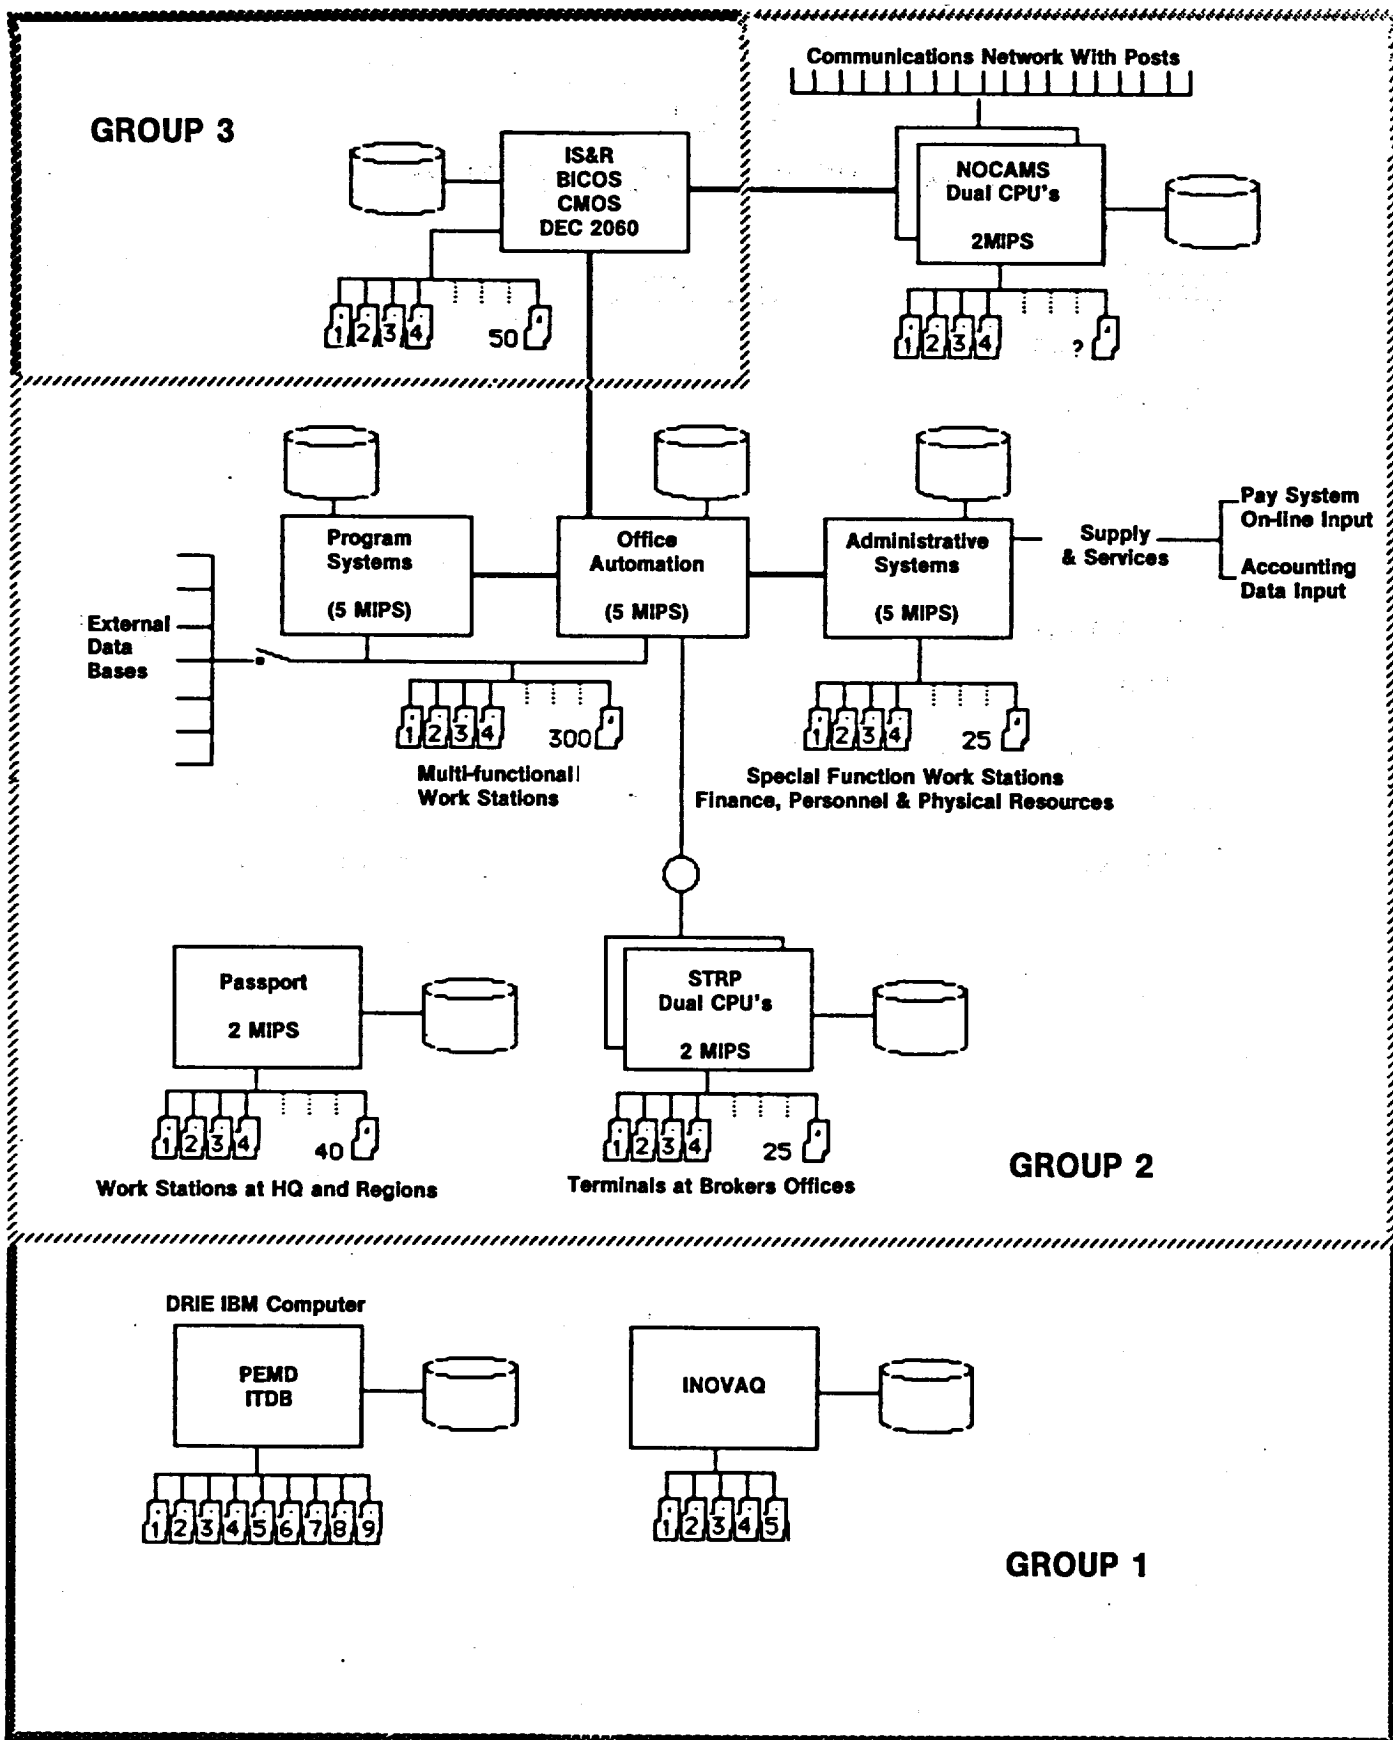 Communications Network With Posts
GROUP 3
IS&R
BICOS
CMOS
DEC 2060
NOCAMS
Dual CPU's
2MIPS
1 2 3 4 50
1 2 3 4 ?
Program
Systems
(5 MIPS)
Office
Automation
(5 MIPS)
Administrative
Systems
(5 MIPS)
Supply
& Services
Pay System
On-line Input
Accounting
Data Input
External
Data
Bases
1 2 3 4 300
Multi-functional
Work Stations
1 2 3 4 25
Special Function Work Stations
Finance, Personnel & Physical Resources
Passport
2 MIPS
STRP
Dual CPU's
2 MIPS
1 2 3 4 40
Work Stations at HQ and Regions
1 2 3 4 25
Terminals at Brokers Offices
GROUP 2
DRIE IBM Computer
PEMD
ITDB
INOVAQ
1 2 3 4 5 6 7 8 9
1 2 3 4 5
GROUP 1